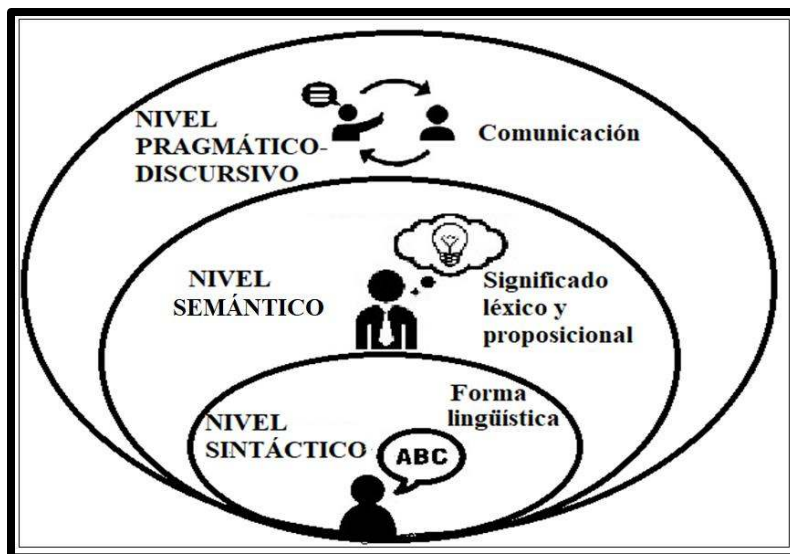 NIVEL
PRAGMÁTICO-
DISCURSIVO
Comunicación
NIVEL
SEMÁNTICO
Significado
léxico y
proposicional
NIVEL
SINTÁCTICO
Forma
lingüística
ABC